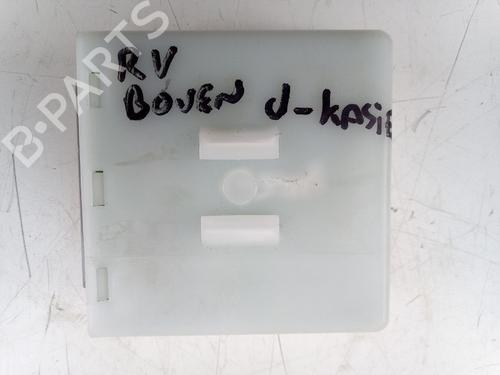 B-PARTS
RV
BOVEN d-KASIE